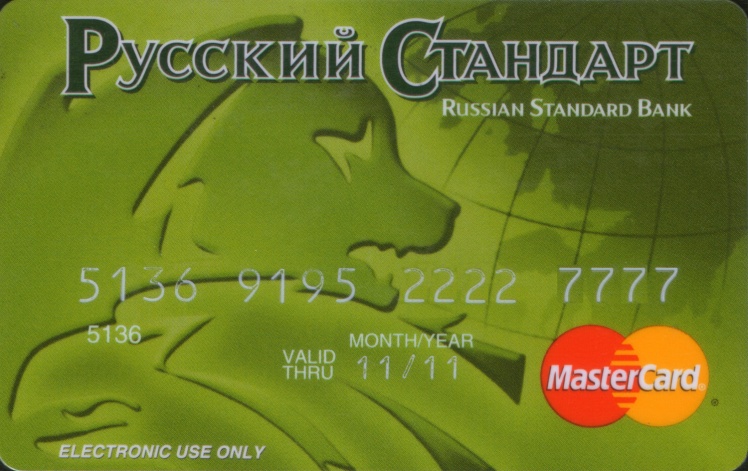 Русский Стандарт
Russian Standard Bank
5136 9195 2222 7777
5136
MONTH/YEAR
VALID THRU 11/11
MasterCard
ELECTRONIC USE ONLY